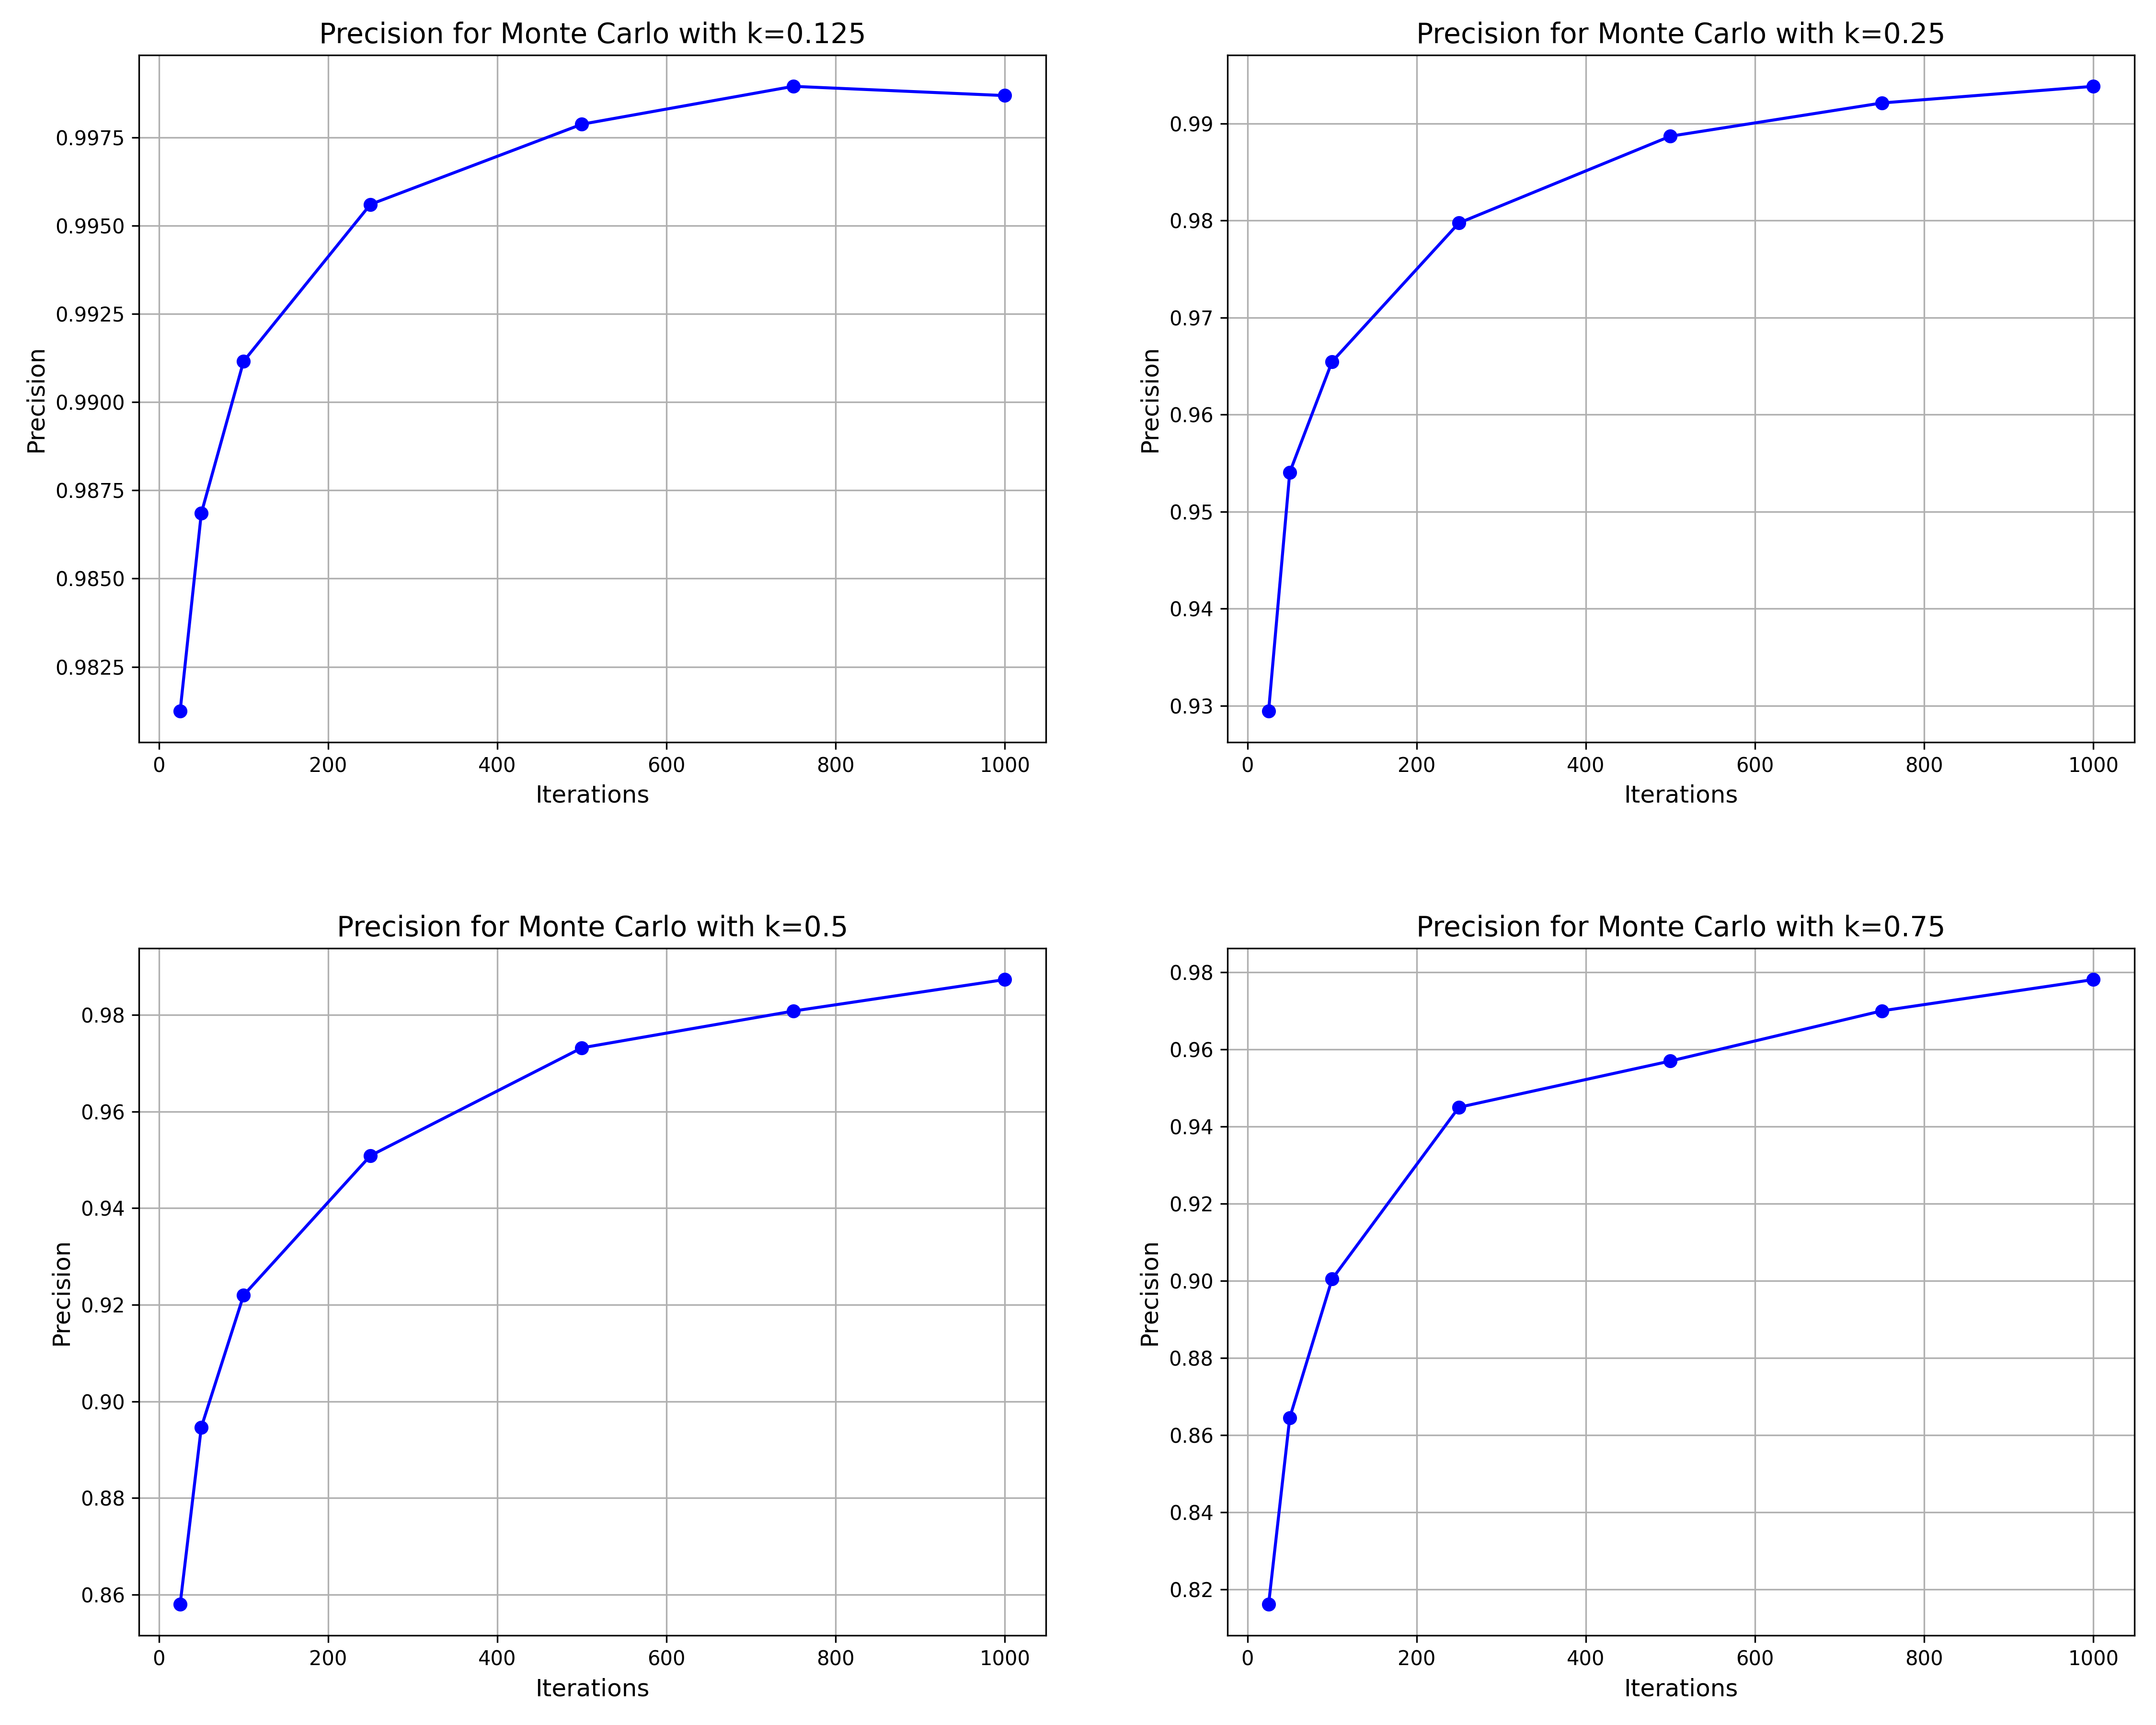 Precision for Monte Carlo with k=0.125
Precision
0.9975
0.9950
0.9925
0.9900
0.9875
0.9850
0.9825
0 200 400 600 800 1000
Iterations
Precision for Monte Carlo with k=0.25
Precision
0.99
0.98
0.97
0.96
0.95
0.94
0.93
0 200 400 600 800 1000
Iterations
Precision for Monte Carlo with k=0.5
Precision
0.98
0.96
0.94
0.92
0.90
0.88
0.86
0 200 400 600 800 1000
Iterations
Precision for Monte Carlo with k=0.75
Precision
0.98
0.96
0.94
0.92
0.90
0.88
0.86
0.84
0.82
0 200 400 600 800 1000
Iterations